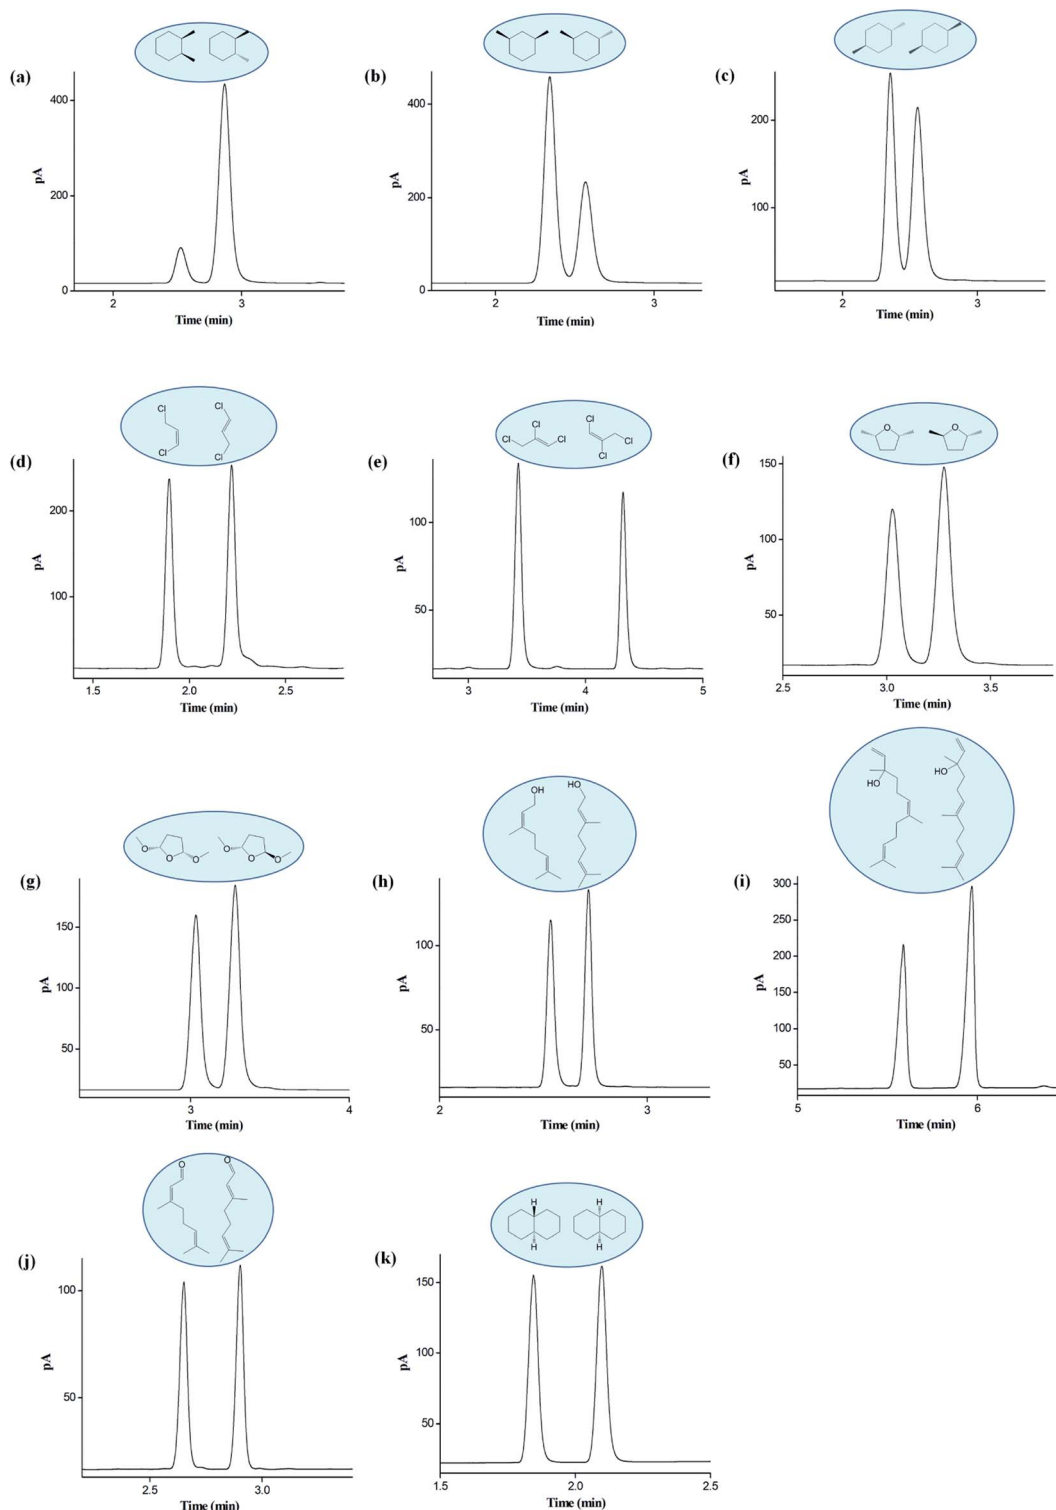 (a)
400
200
0
pA
2
3
Time (min)
(b)
400
200
0
pA
2
3
Time (min)
(c)
200
100
pA
2
3
Time (min)
(d)
Cl
Cl
Cl
Cl
200
100
pA
1.5
2.0
2.5
Time (min)
(e)
Cl
Cl
Cl
Cl
Cl
Cl
100
50
pA
3
4
5
Time (min)
(f)
O
O
150
100
50
pA
2.5
3.0
3.5
Time (min)
(g)
O
O
O
O
O
O
150
100
50
pA
3
4
Time (min)
(h)
OH
HO
100
50
pA
2
3
Time (min)
(i)
HO
HO
300
250
200
150
100
50
pA
5
6
Time (min)
(j)
O
O
100
50
pA
2.5
3.0
Time (min)
(k)
H
H
H
H
150
100
50
pA
1.5
2.0
2.5
Time (min)